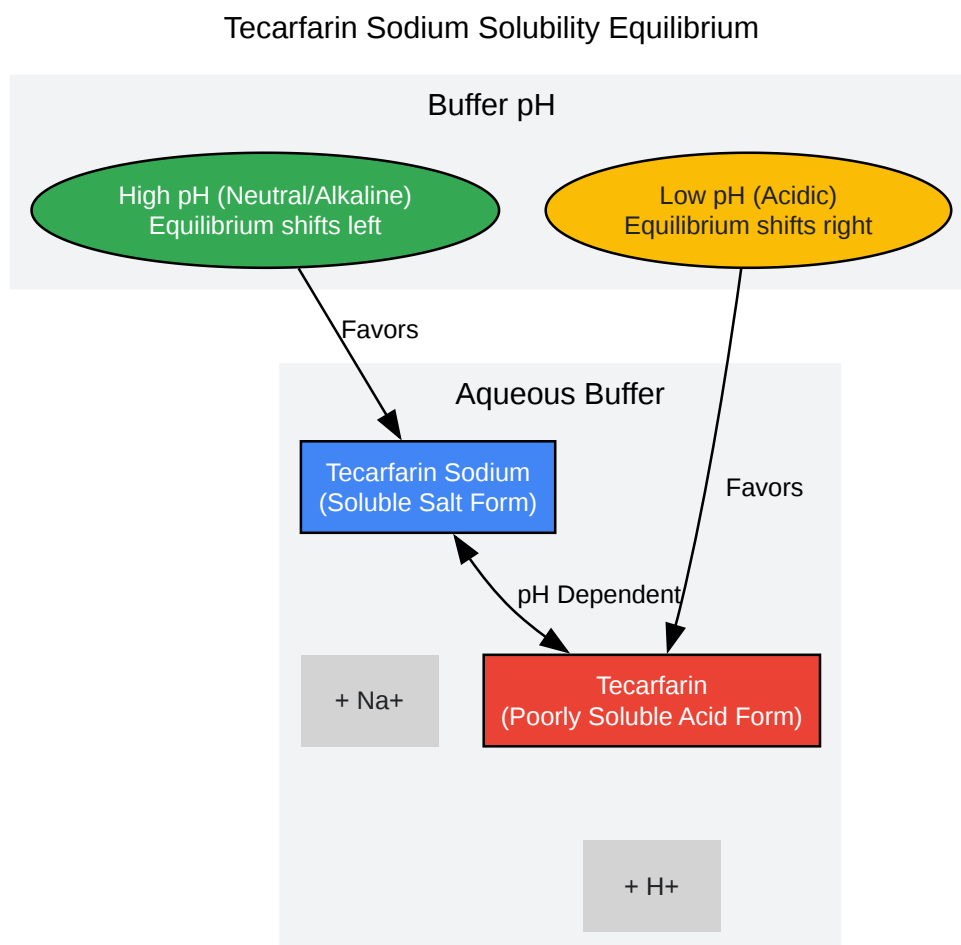 Tecarfarin Sodium Solubility Equilibrium
Buffer pH
High pH (Neutral/Alkaline)
Equilibrium shifts left
Low pH (Acidic)
Equilibrium shifts right
Favors
Aqueous Buffer
Tecarfarin Sodium
(Soluble Salt Form)
Favors
pH Dependent
+ Na+
Tecarfarin
(Poorly Soluble Acid Form)
+ H+